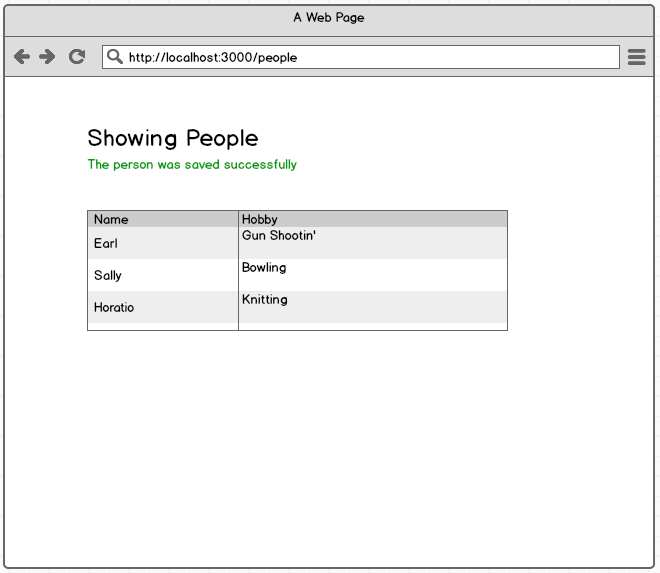 A Web Page
http://localhost:3000/people
Showing People
The person was saved successfully
Name Hobby
Earl Gun Shootin'
Sally Bowling
Horatio Knitting